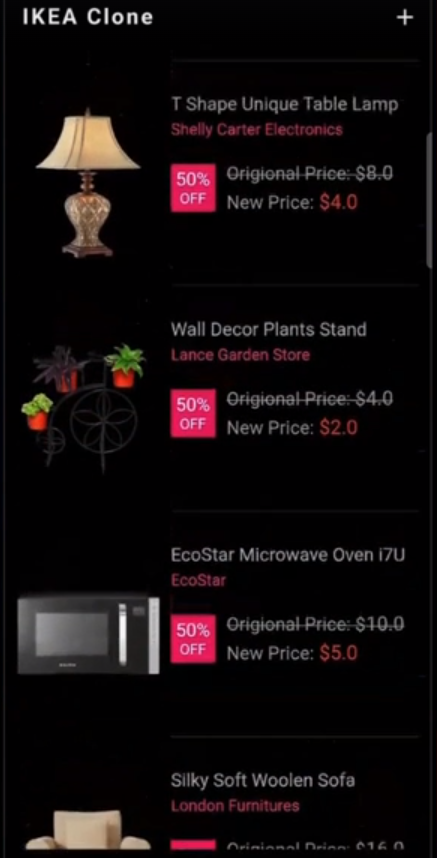 IKEA Clone +
T Shape Unique Table Lamp
Shelly Carter Electronics
50% OFF
Origional Price: $8.0
New Price: $4.0
Wall Decor Plants Stand
Lance Garden Store
50% OFF
Origional Price: $4.0
New Price: $2.0
EcoStar Microwave Oven i7U
EcoStar
50% OFF
Origional Price: $10.0
New Price: $5.0
Silky Soft Woolen Sofa
London Furnitures
Origional Price: $16.0